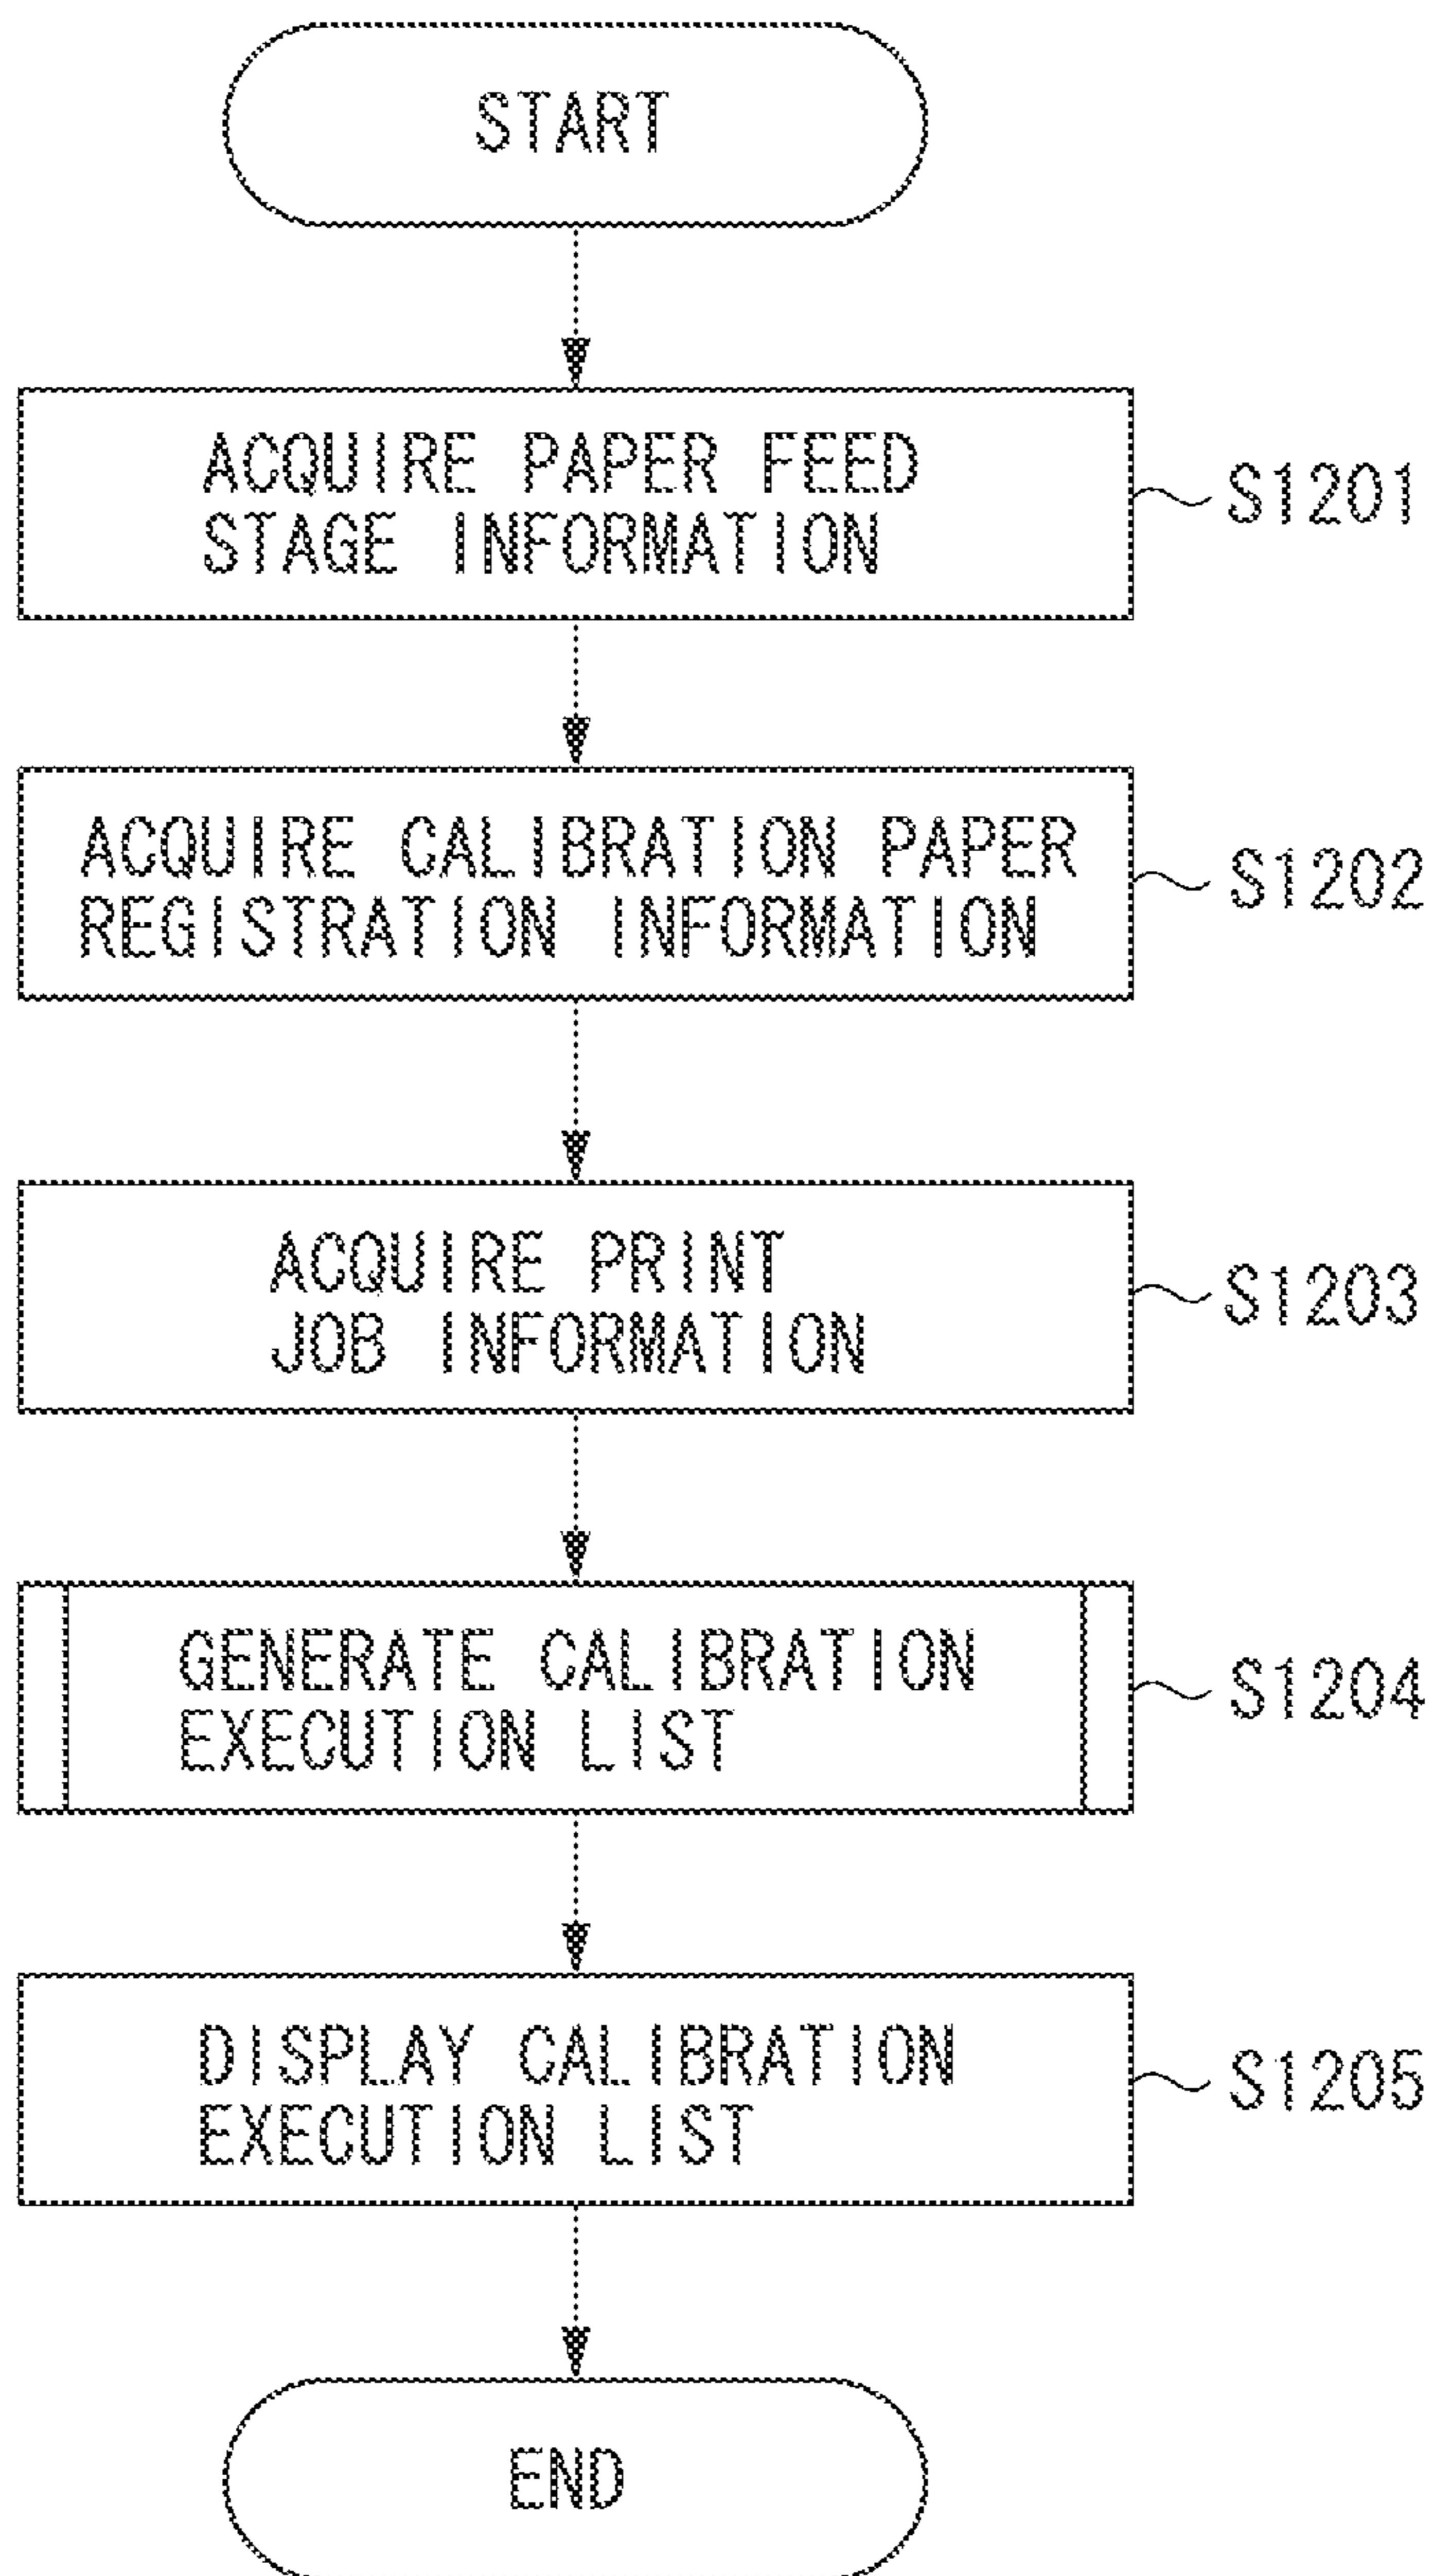 START
ACQUIRE PAPER FEED
STAGE INFORMATION
S1201
ACQUIRE CALIBRATION PAPER
REGISTRATION INFORMATION
S1202
ACQUIRE PRINT
JOB INFORMATION
S1203
GENERATE CALIBRATION
EXECUTION LIST
S1204
DISPLAY CALIBRATION
EXECUTION LIST
S1205
END